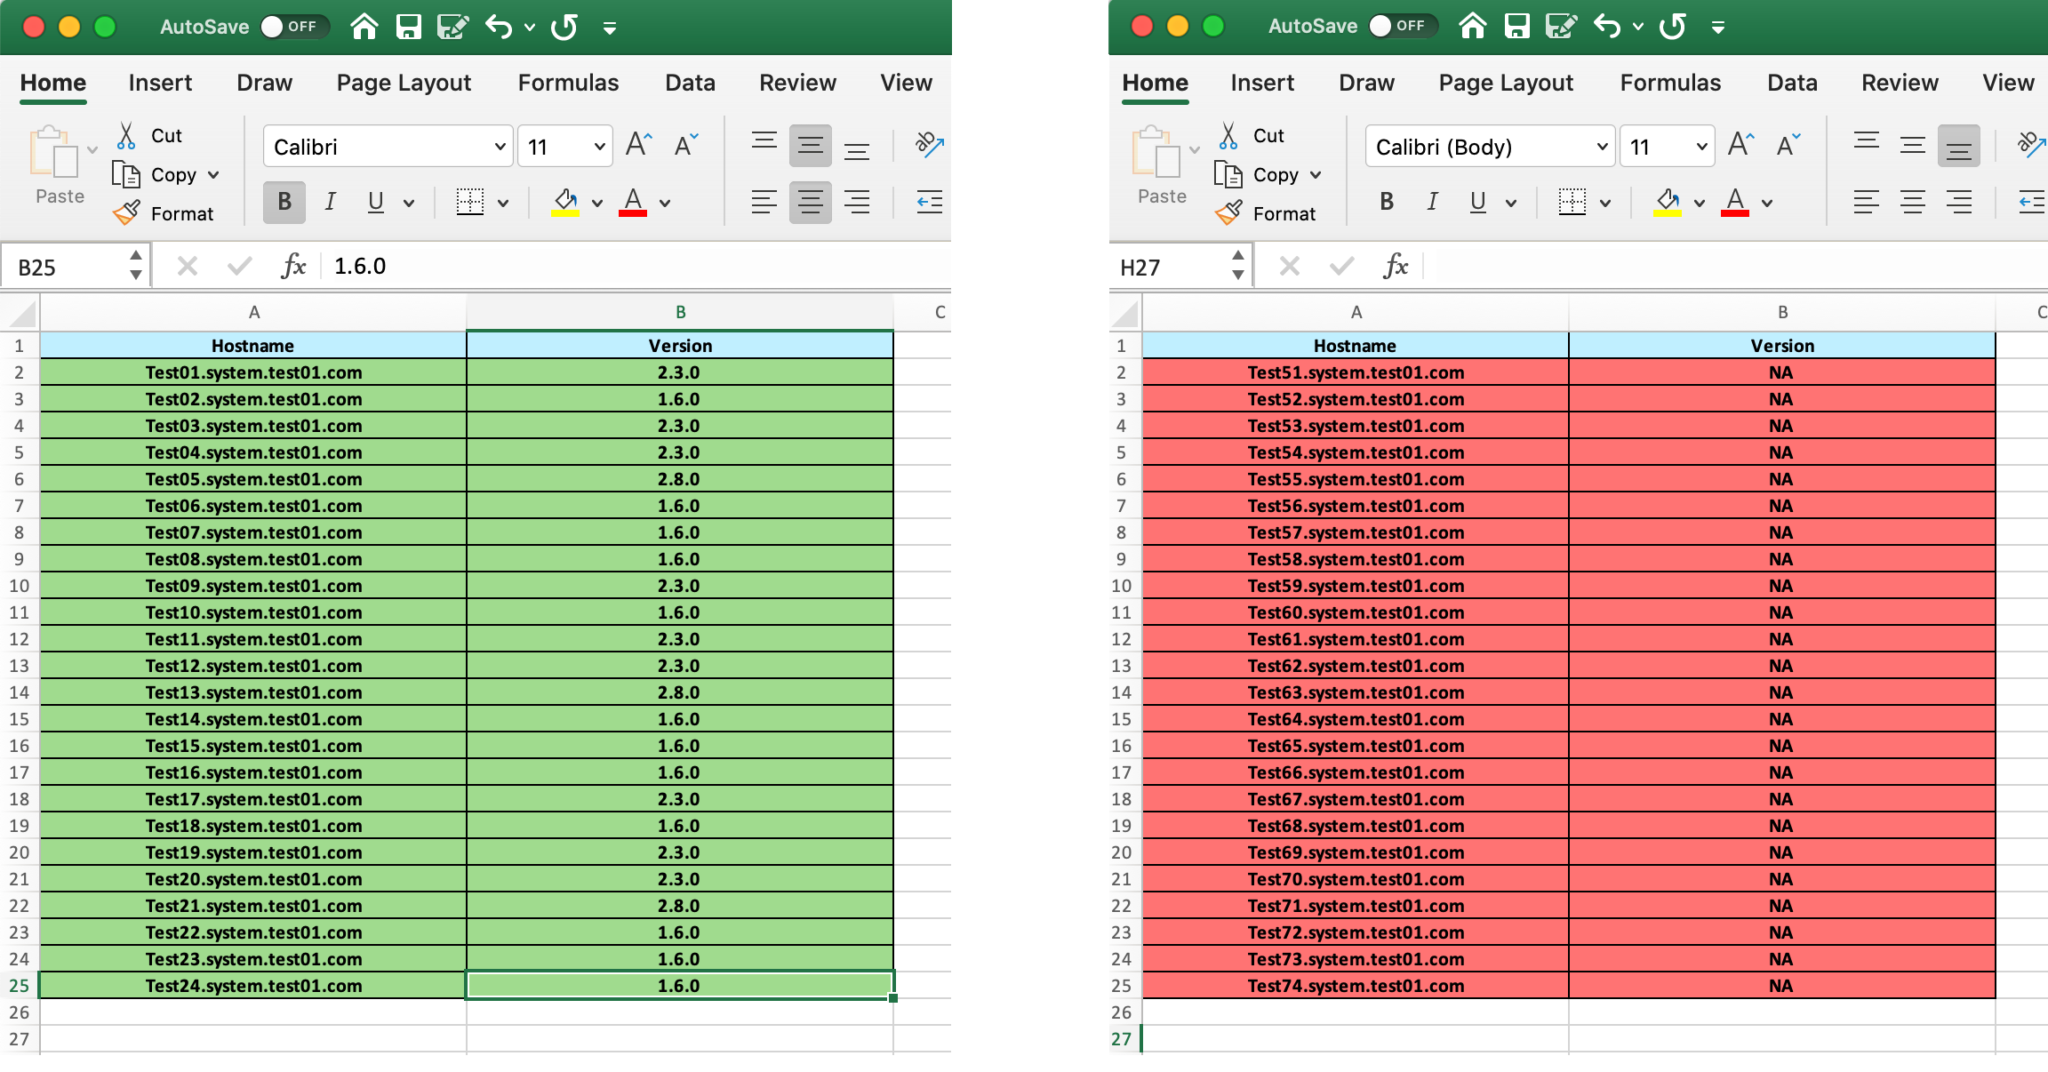 AutoSave OFF
Home Insert Draw Page Layout Formulas Data Review View
Cut
Copy
Format
Paste
Calibri 11 A A
B I U A ab
B25 fx 1.6.0
A B C
1 Hostname Version
2 Test01.system.test01.com 2.3.0
3 Test02.system.test01.com 1.6.0
4 Test03.system.test01.com 2.3.0
5 Test04.system.test01.com 2.3.0
6 Test05.system.test01.com 2.8.0
7 Test06.system.test01.com 1.6.0
8 Test07.system.test01.com 1.6.0
9 Test08.system.test01.com 1.6.0
10 Test09.system.test01.com 2.3.0
11 Test10.system.test01.com 1.6.0
12 Test11.system.test01.com 2.3.0
13 Test12.system.test01.com 2.3.0
14 Test13.system.test01.com 2.8.0
15 Test14.system.test01.com 1.6.0
16 Test15.system.test01.com 1.6.0
17 Test16.system.test01.com 1.6.0
18 Test17.system.test01.com 2.3.0
19 Test18.system.test01.com 1.6.0
20 Test19.system.test01.com 2.3.0
21 Test20.system.test01.com 2.3.0
22 Test21.system.test01.com 2.8.0
23 Test22.system.test01.com 1.6.0
24 Test23.system.test01.com 1.6.0
25 Test24.system.test01.com 1.6.0
26
27
AutoSave OFF
Home Insert Draw Page Layout Formulas Data Review View
Cut
Copy
Format
Paste
Calibri (Body) 11 A A
B I U A ab
H27 fx
A B C
1 Hostname Version
2 Test51.system.test01.com NA
3 Test52.system.test01.com NA
4 Test53.system.test01.com NA
5 Test54.system.test01.com NA
6 Test55.system.test01.com NA
7 Test56.system.test01.com NA
8 Test57.system.test01.com NA
9 Test58.system.test01.com NA
10 Test59.system.test01.com NA
11 Test60.system.test01.com NA
12 Test61.system.test01.com NA
13 Test62.system.test01.com NA
14 Test63.system.test01.com NA
15 Test64.system.test01.com NA
16 Test65.system.test01.com NA
17 Test66.system.test01.com NA
18 Test67.system.test01.com NA
19 Test68.system.test01.com NA
20 Test69.system.test01.com NA
21 Test70.system.test01.com NA
22 Test71.system.test01.com NA
23 Test72.system.test01.com NA
24 Test73.system.test01.com NA
25 Test74.system.test01.com NA
26
27